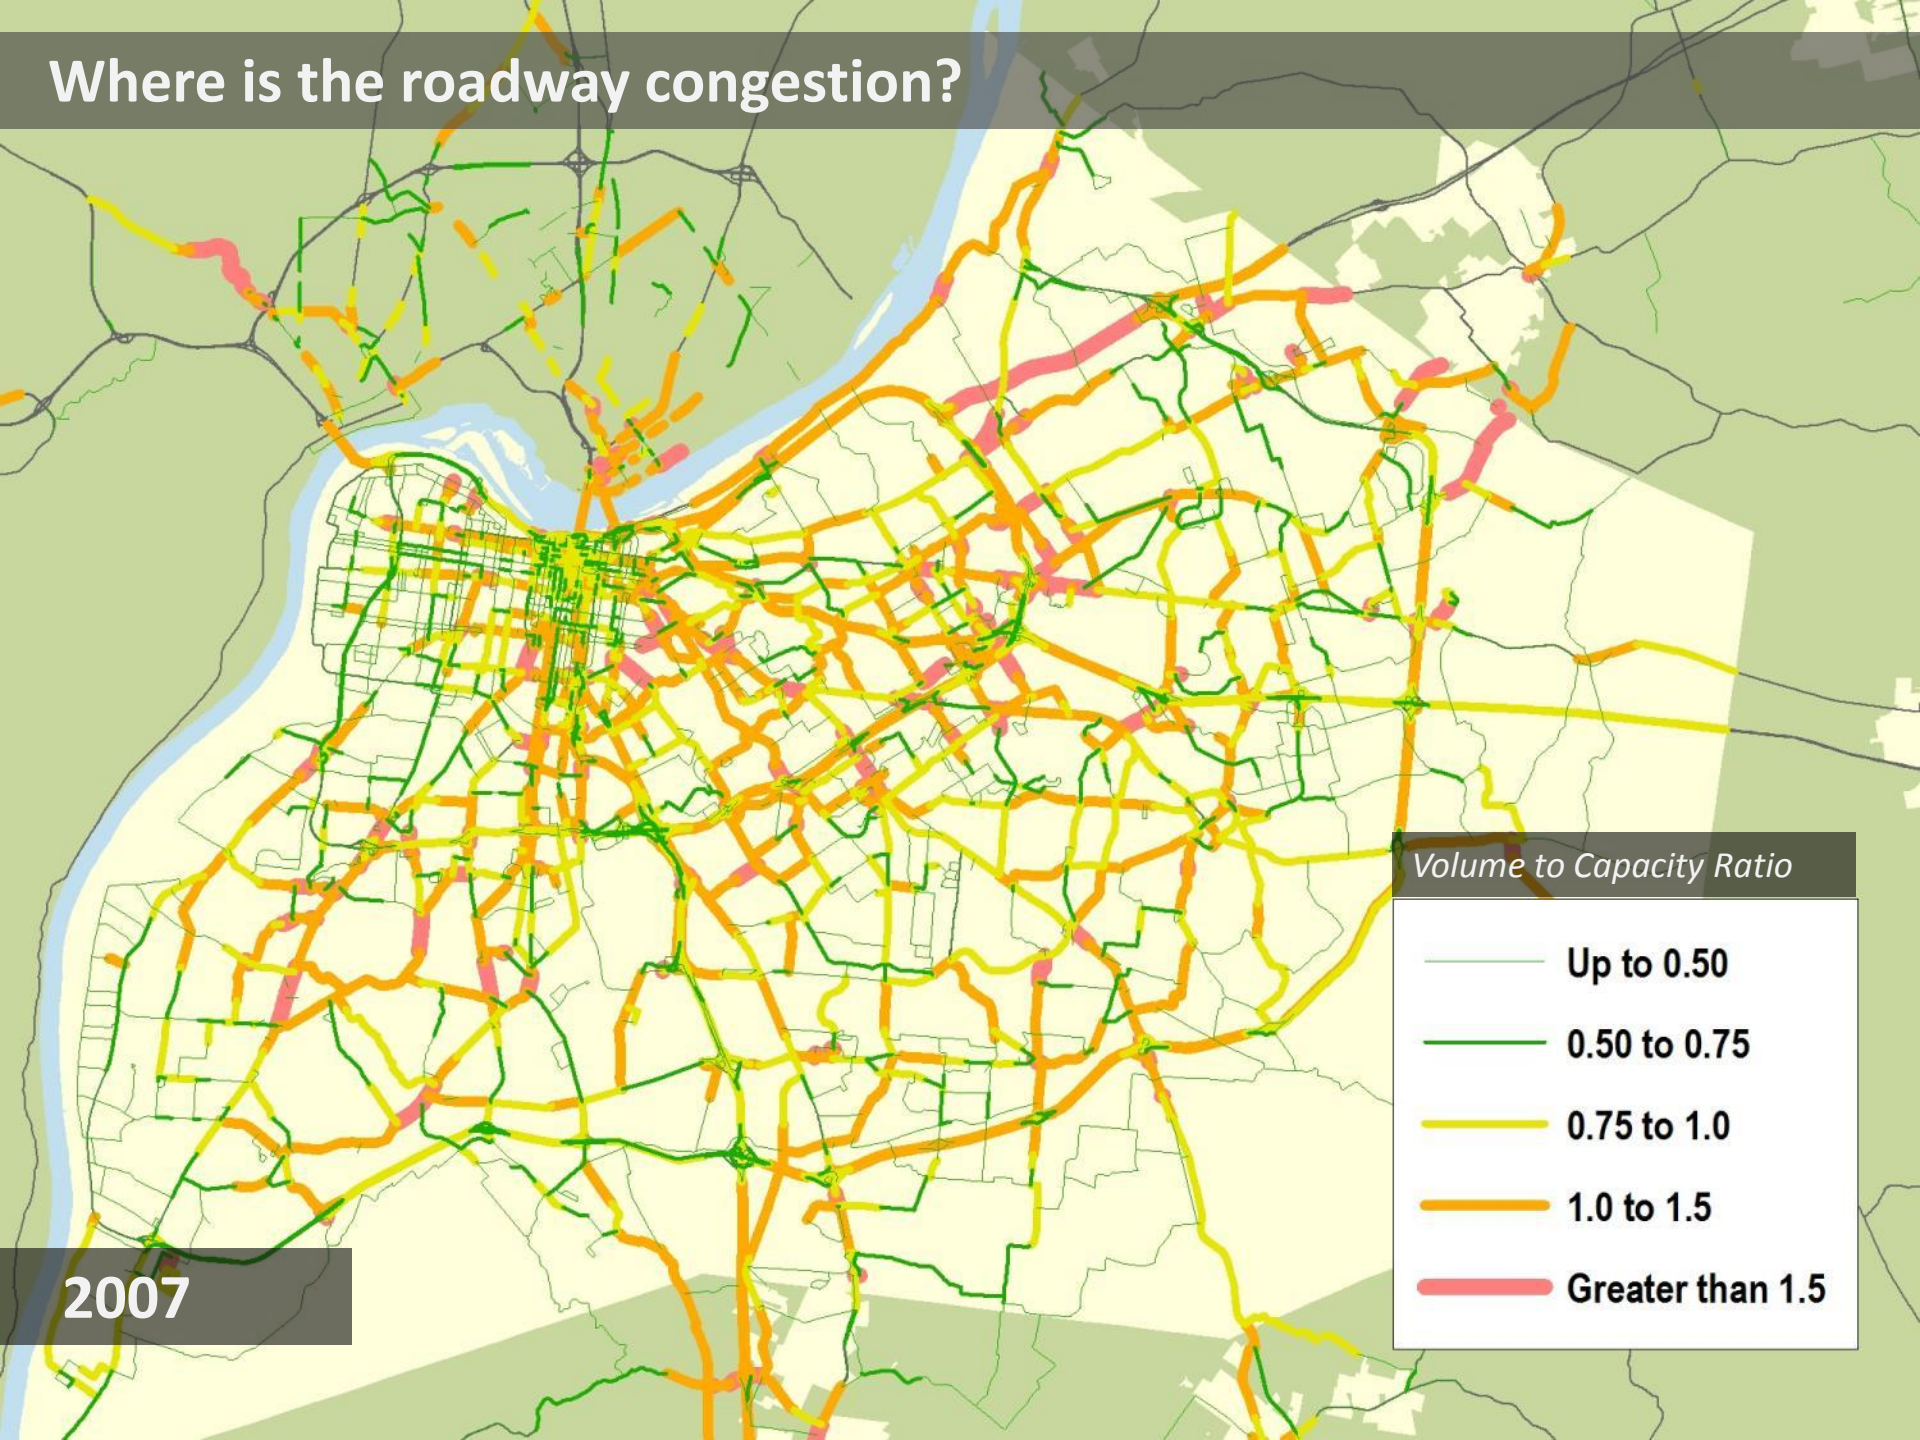 Where is the roadway congestion?
Volume to Capacity Ratio
Up to 0.50
0.50 to 0.75
0.75 to 1.0
1.0 to 1.5
Greater than 1.5
2007